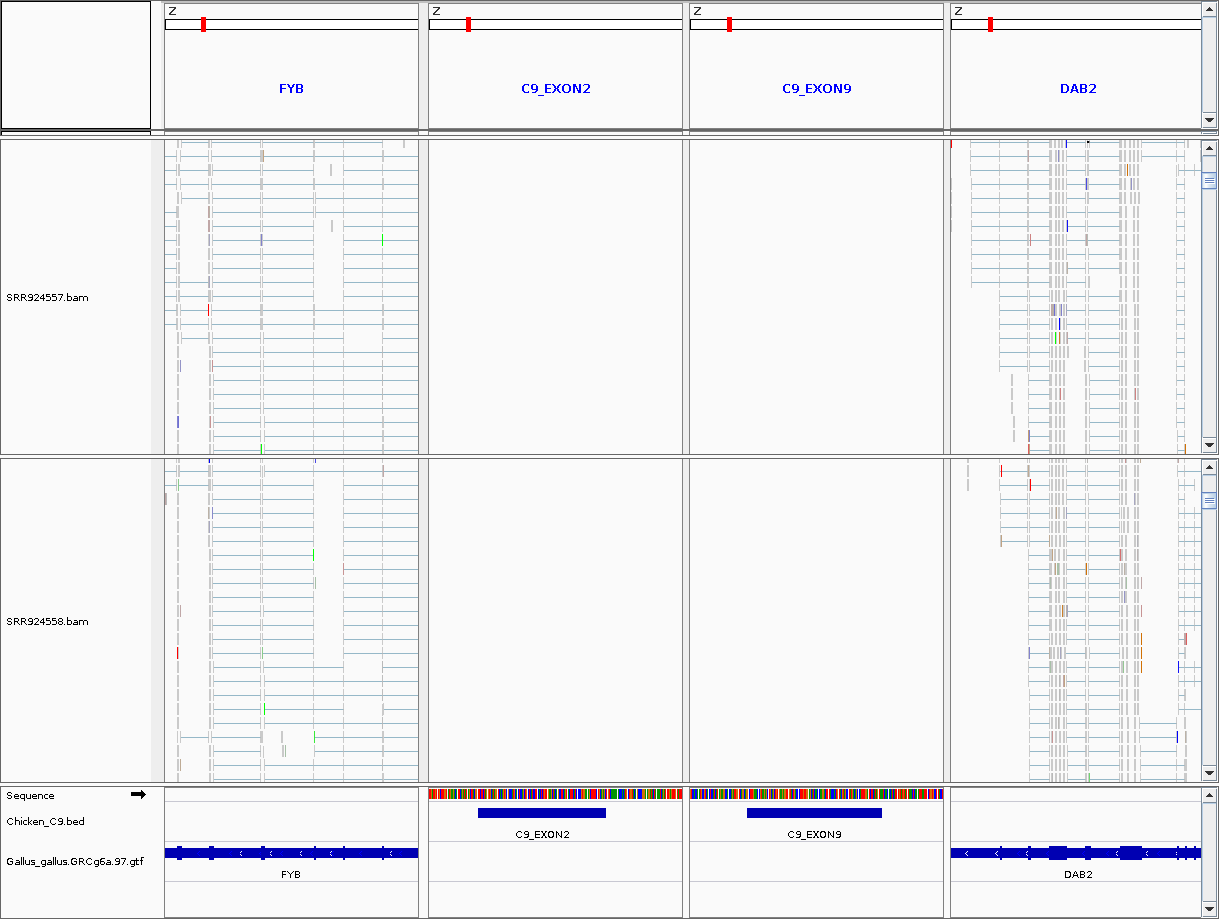 Z Z Z Z
FYB C9_EXON2 C9_EXON9 DAB2
SRR924557.bam
SRR924558.bam
Sequence
Chicken_C9.bed
C9_EXON2 C9_EXON9
Gallus_gallus.GRCg6a.97.gtf
FYB DAB2